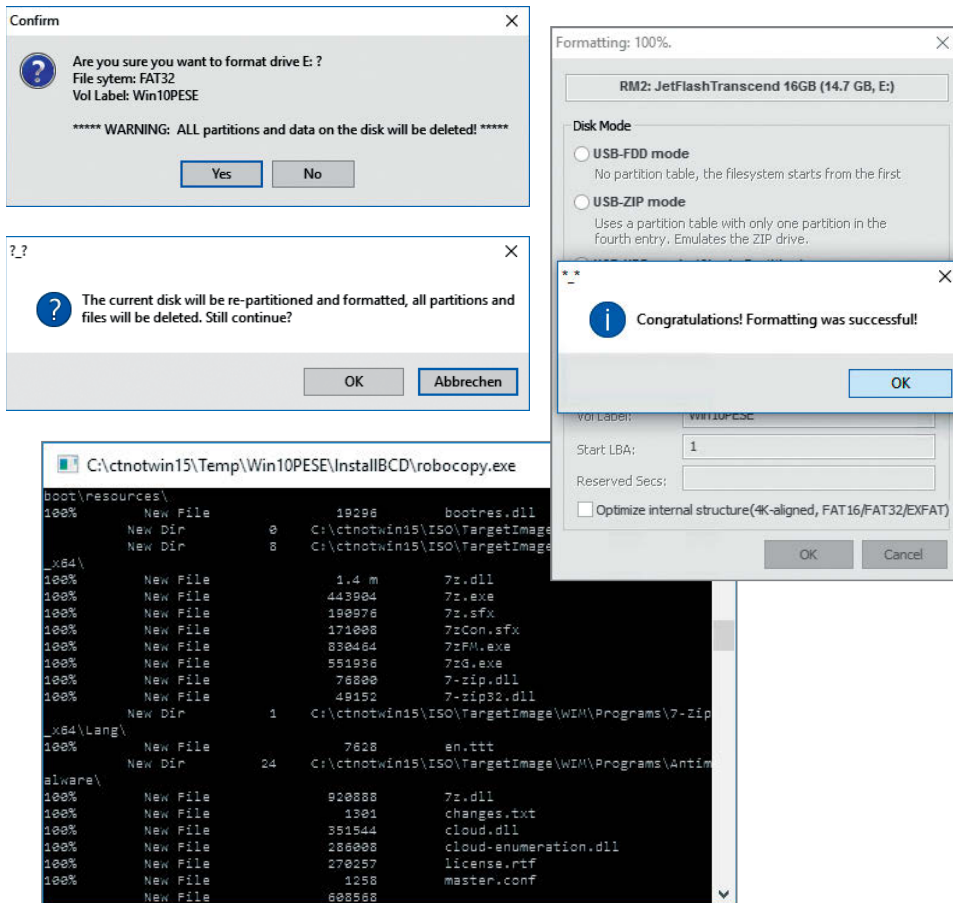 Confirm
Are you sure you want to format drive E: ?
File sytem: FAT32
Vol Label: Win10PESE
***** WARNING: ALL partitions and data on the disk will be deleted! *****
Yes No
?_?
The current disk will be re-partitioned and formatted, all partitions and
files will be deleted. Still continue?
OK Abbrechen
Formatting: 100%.
RM2: JetFlashTranscend 16GB (14.7 GB, E:)
Disk Mode
USB-FDD mode
No partition table, the filesystem starts from the first
USB-ZIP mode
Uses a partition table with only one partition in the
fourth entry. Emulates the ZIP drive.
*_*
Congratulations! Formatting was successful!
OK
Vol Label: Win10PESE
Start LBA: 1
Reserved Secs:
Optimize internal structure(4K-aligned, FAT16/FAT32/EXFAT)
OK Cancel
C:\ctnotwin15\Temp\Win10PESE\InstallBCD\robocopy.exe
boot\resources\
100% New File 19296 bootres.dll
New Dir 0 C:\ctnotwin15\ISO\TargetImage
New Dir 8 C:\ctnotwin15\ISO\TargetImage
_x64\
100% New File 1.4 m 7z.dll
100% New File 443904 7z.exe
100% New File 190976 7z.sfx
100% New File 171008 7zCon.sfx
100% New File 830464 7zFM.exe
100% New File 551936 7zG.exe
100% New File 76800 7-zip.dll
100% New File 49152 7-zip32.dll
New Dir 1 C:\ctnotwin15\ISO\TargetImage\WIM\Programs\7-Zip
_x64\Lang\
100% New File 7628 en.ttt
New Dir 24 C:\ctnotwin15\ISO\TargetImage\WIM\Programs\Antim
alware\
100% New File 920888 7z.dll
100% New File 1301 changes.txt
100% New File 351544 cloud.dll
100% New File 286008 cloud-enumeration.dll
100% New File 270257 license.rtf
100% New File 1258 master.conf
New File 608568